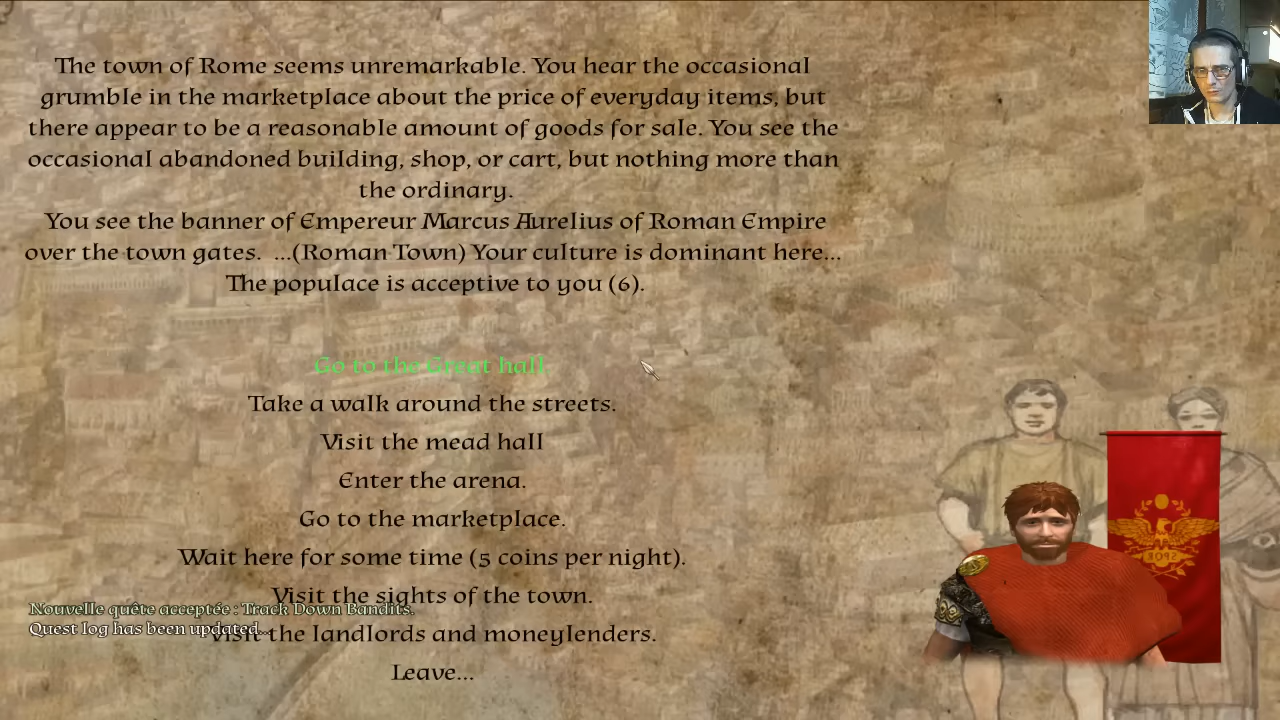 The town of Rome seems unremarkable. You hear the occasional
grumble in the marketplace about the price of everyday items, but
there appear to be a reasonable amount of goods for sale. You see the
occasional abandoned building, shop, or cart, but nothing more than
the ordinary.
You see the banner of Empereur Marcus Aurelius of Roman Empire
over the town gates. ...(Roman Town) Your culture is dominant here...
The populace is acceptive to you (6).
Go to the Great hall
Take a walk around the streets.
Visit the mead hall
Enter the arena.
Go to the marketplace.
Wait here for some time (5 coins per night).
Visit the sights of the town.
Nouvelle quête acceptée : Track Down Bandits.
Quest log has been updated.
Visit the landlords and moneylenders.
Leave...